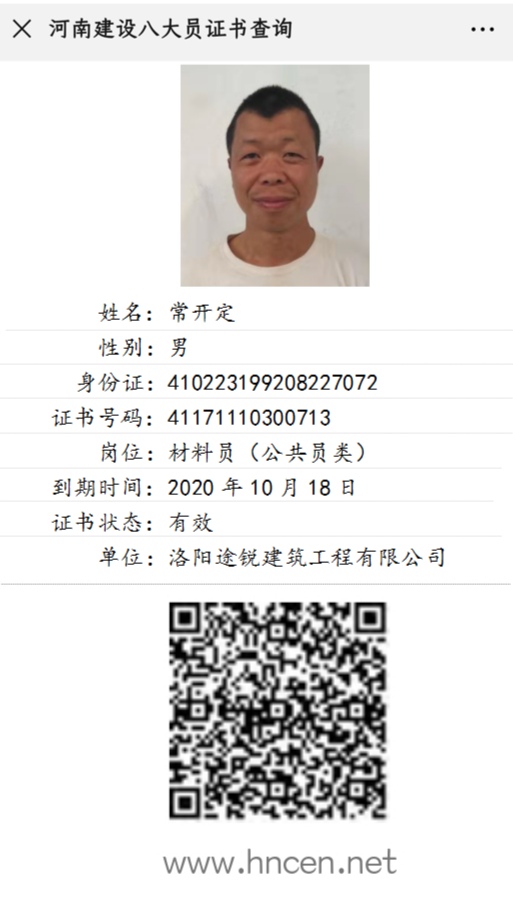 河南建设八大员证书查询
姓名：常开定
性别：男
身份证：410223199208227072
证书号码：41171110300713
岗位：材料员（公共员类）
到期时间：2020 年 10 月 18 日
证书状态：有效
单位：洛阳途锐建筑工程有限公司
www.hncen.net